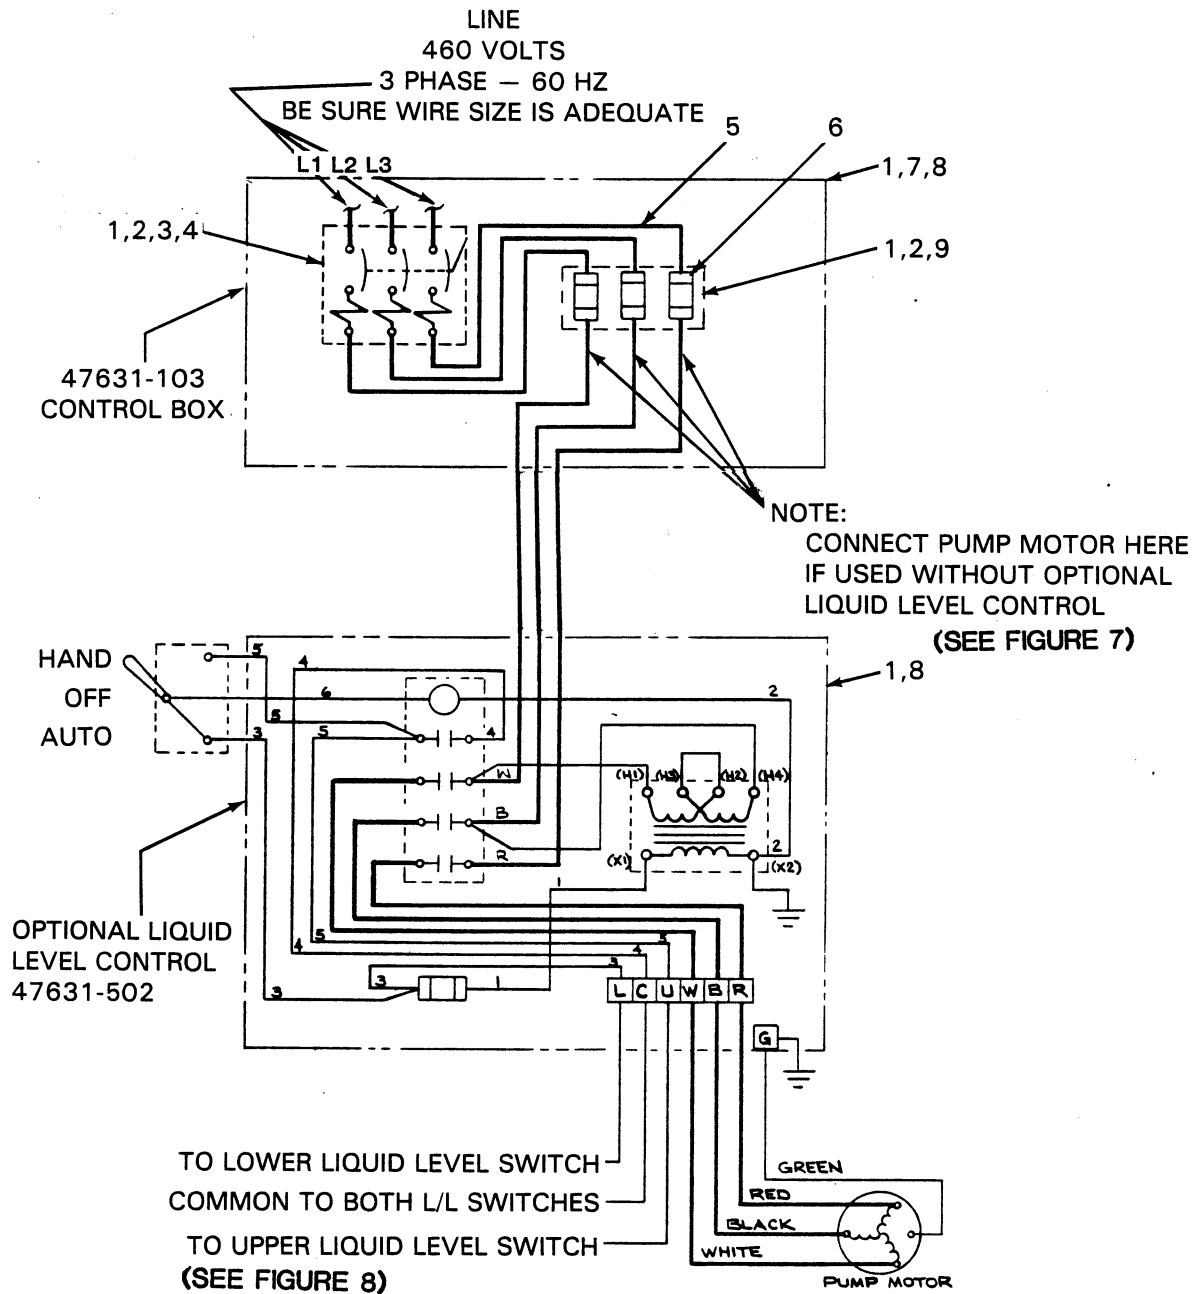 LINE
460 VOLTS
3 PHASE — 60 HZ
BE SURE WIRE SIZE IS ADEQUATE
5
6
L1 L2 L3
1,7,8
1,2,3,4
1,2,9
47631-103
CONTROL BOX
NOTE:
CONNECT PUMP MOTOR HERE
IF USED WITHOUT OPTIONAL
LIQUID LEVEL CONTROL
(SEE FIGURE 7)
HAND
OFF
AUTO
5
4
6
2
1,8
5
3
5
4
W
(H1) (H3) (H2) (H4)
B
R
(X1)
2
(X2)
1
OPTIONAL LIQUID
LEVEL CONTROL
47631-502
5
5
4
4
3
3
3
1
L C U W B R
G
TO LOWER LIQUID LEVEL SWITCH
COMMON TO BOTH L/L SWITCHES
TO UPPER LIQUID LEVEL SWITCH
(SEE FIGURE 8)
GREEN
RED
BLACK
WHITE
PUMP MOTOR